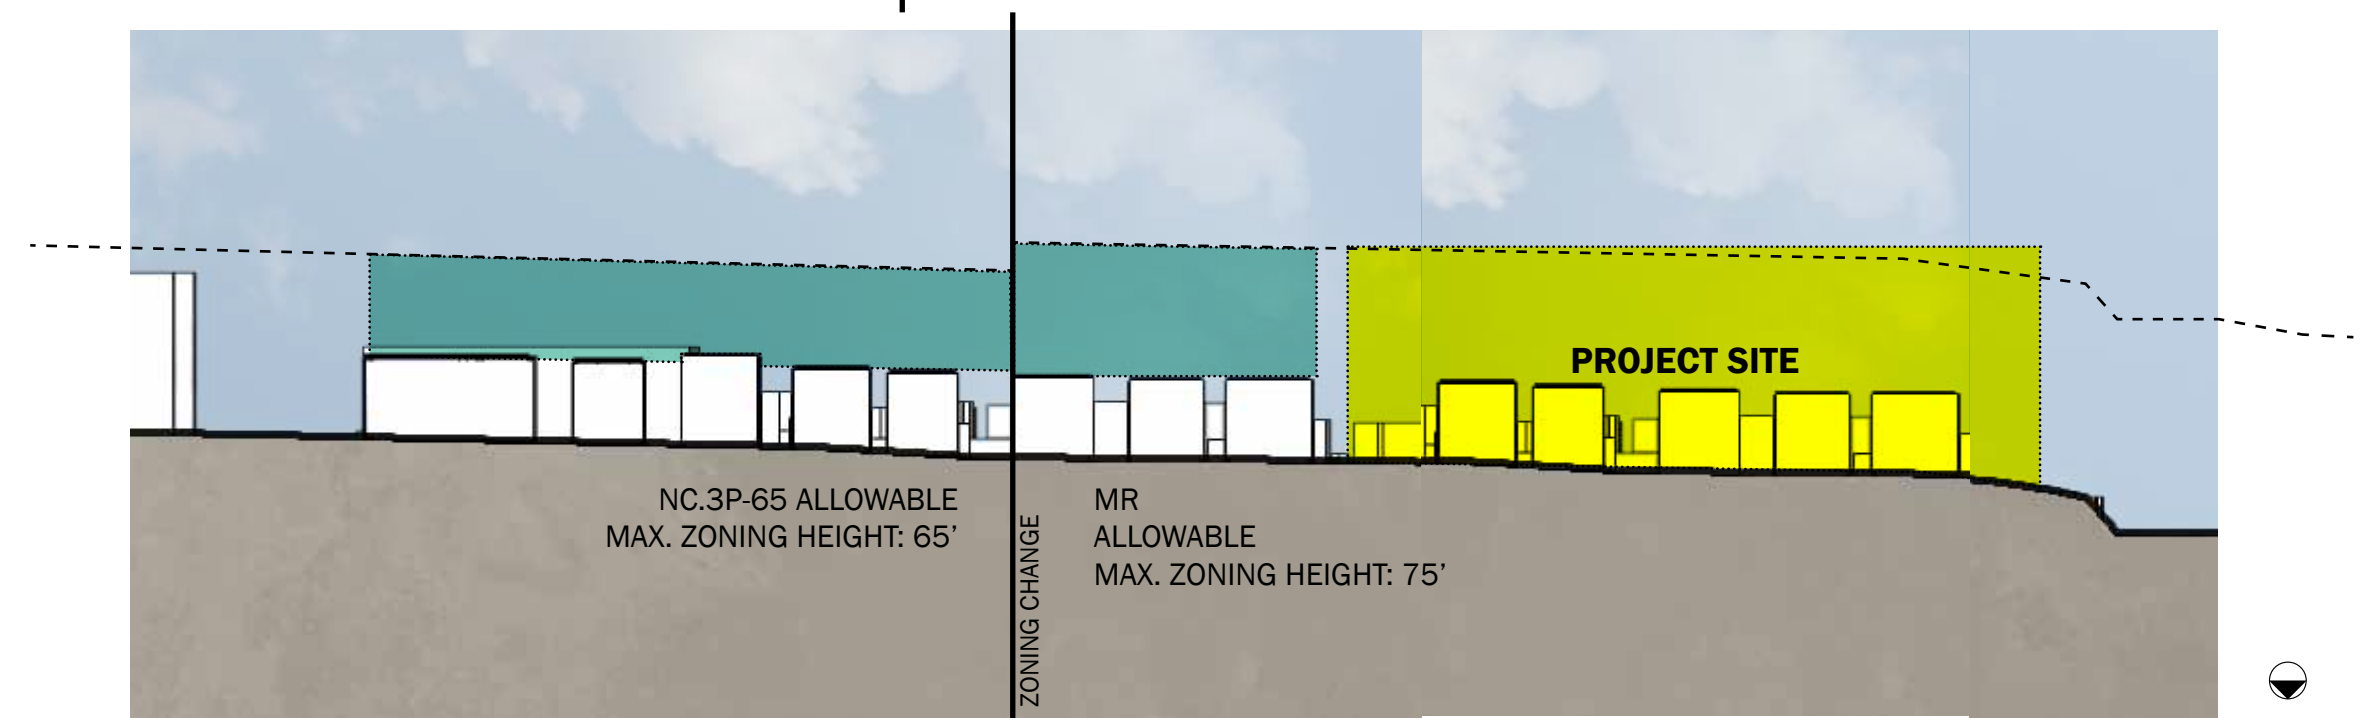 PROJECT SITE
NC.3P-65 ALLOWABLE
MAX. ZONING HEIGHT: 65’
ZONING CHANGE
MR
ALLOWABLE
MAX. ZONING HEIGHT: 75’